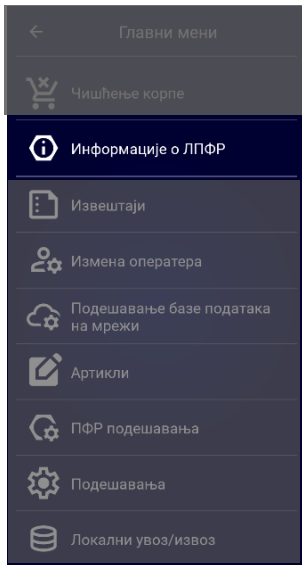 Главни мени
Чишћење корпе
Информације о ЛПФР
Извештаји
Измена оператера
Подешавање базе података
на мрежи
Артикли
ПФР подешавања
Подешавања
Локални увоз/извоз